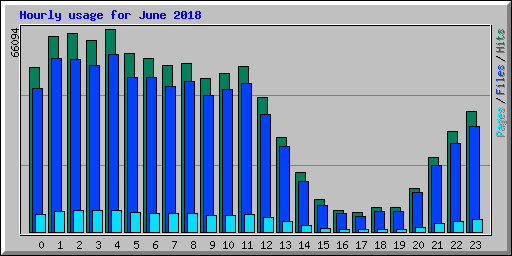 Hourly usage for June 2018
66094
Pages/Files/Hits
0 1 2 3 4 5 6 7 8 9 10 11 12 13 14 15 16 17 18 19 20 21 22 23